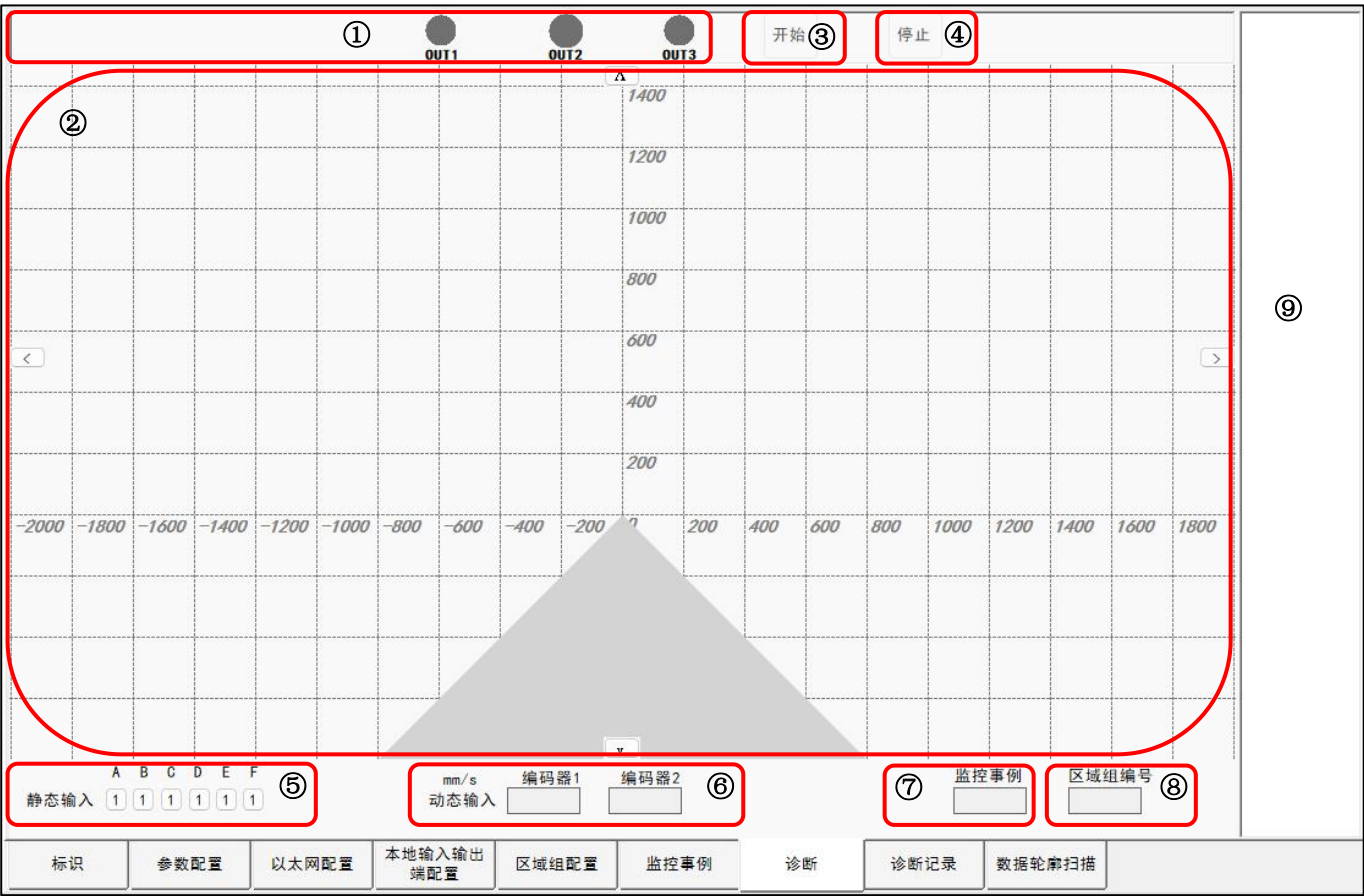 ① ③ ④
开始 停止
OUT1 OUT2 OUT3
Λ
②
1400
1200
1000
800
⑨
600
< >
400
200
-2000 -1800 -1600 -1400 -1200 -1000 -800 -600 -400 -200 0 200 400 600 800 1000 1200 1400 1600 1800
v
A B C D E F
静态输入 1 1 1 1 1 1 ⑤
mm/s 编码器1 编码器2
动态输入 ⑥
⑦ 监控事例
区域组编号 ⑧
标识 参数配置 以太网配置 本地输入输出
端配置 区域组配置 监控事例 诊断 诊断记录 数据轮廓扫描